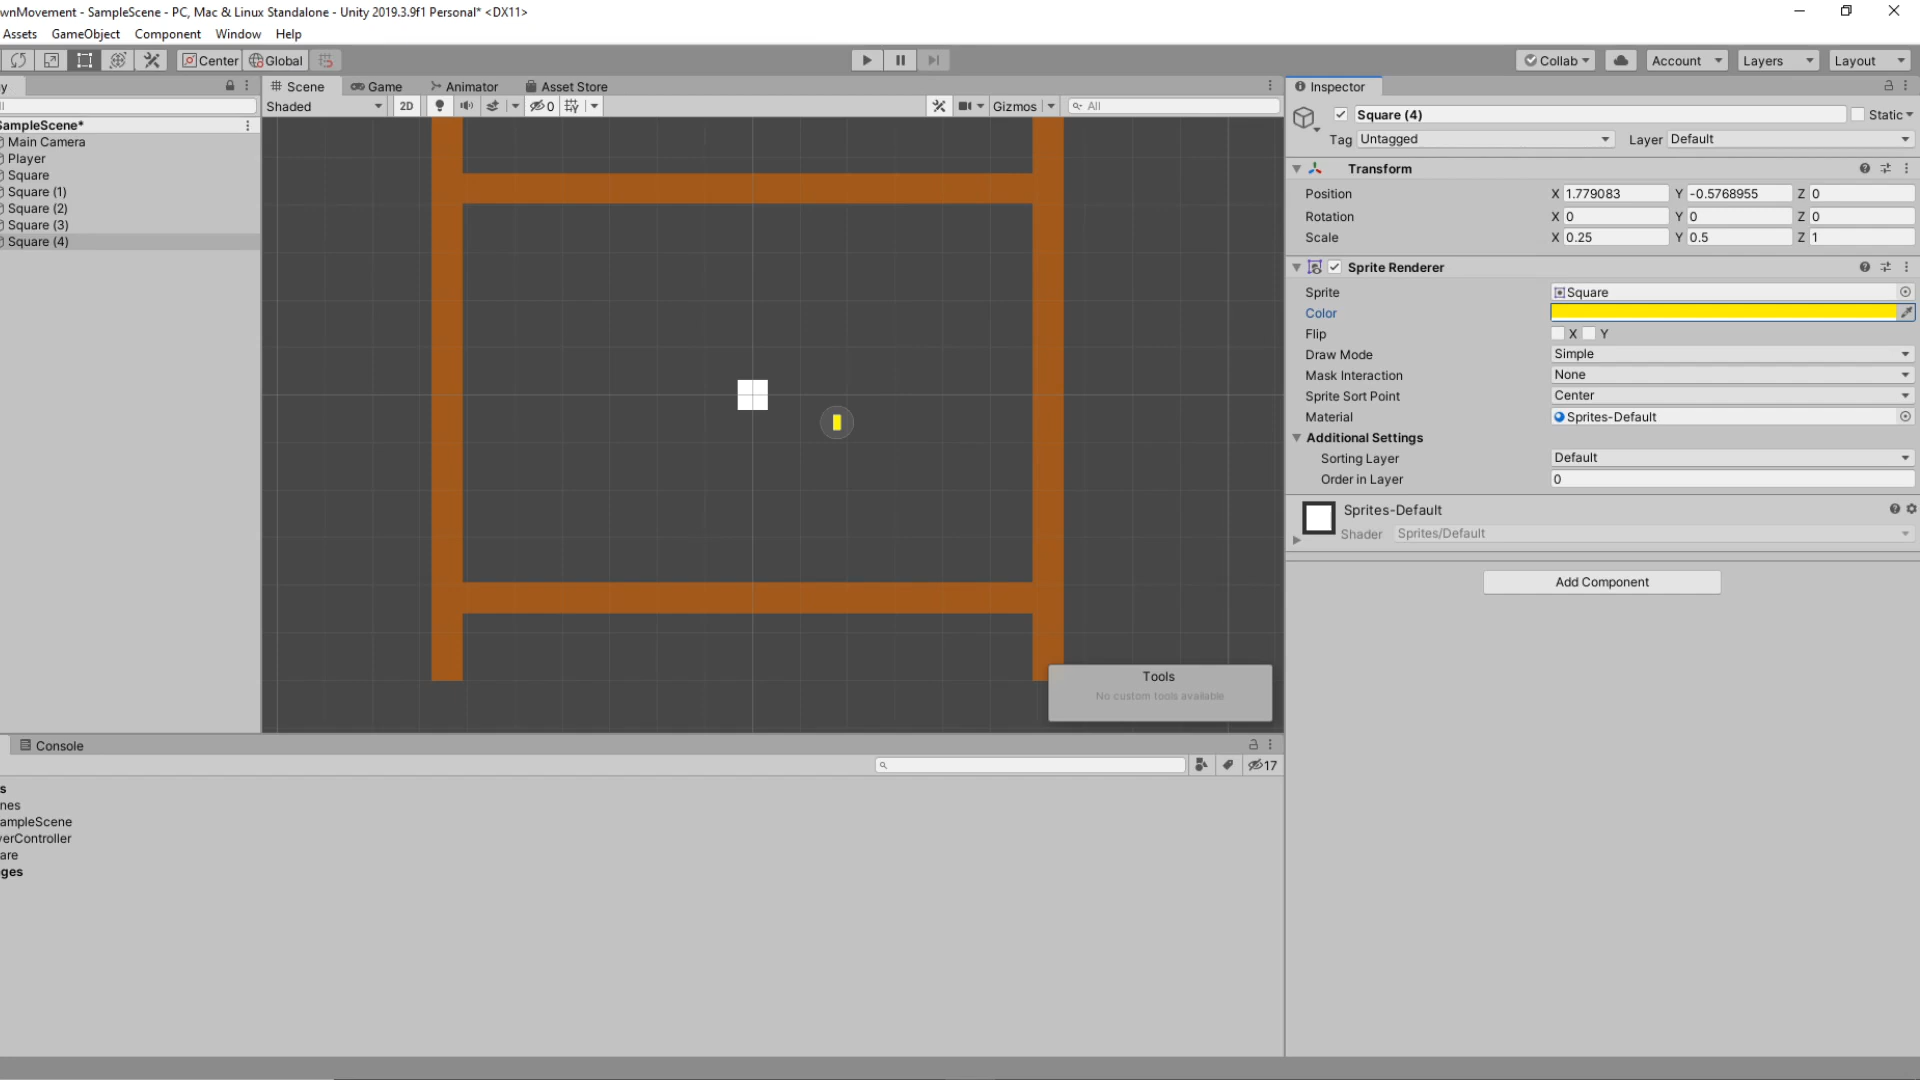 wnMovement - SampleScene - PC, Mac & Linux Standalone - Unity 2019.3.9f1 Personal* <DX11>
Assets GameObject Component Window Help
Center Global
Collab Account Layers Layout
y
Scene Game Animator Asset Store
Inspector
Shaded 2D 0 Gizmos All
Square (4) Static
Tag Untagged Layer Default
SampleScene*
Main Camera
Player
Square
Square (1)
Square (2)
Square (3)
Square (4)
Transform
Position X 1.779083 Y -0.5768955 Z 0
Rotation X 0 Y 0 Z 0
Scale X 0.25 Y 0.5 Z 1
Sprite Renderer
Sprite Square
Color
Flip X Y
Draw Mode Simple
Mask Interaction None
Sprite Sort Point Center
Material Sprites-Default
Additional Settings
Sorting Layer Default
Order in Layer 0
Sprites-Default
Shader Sprites/Default
Add Component
Tools
No custom tools available
Console
17
s
nes
ampleScene
yerController
are
ges